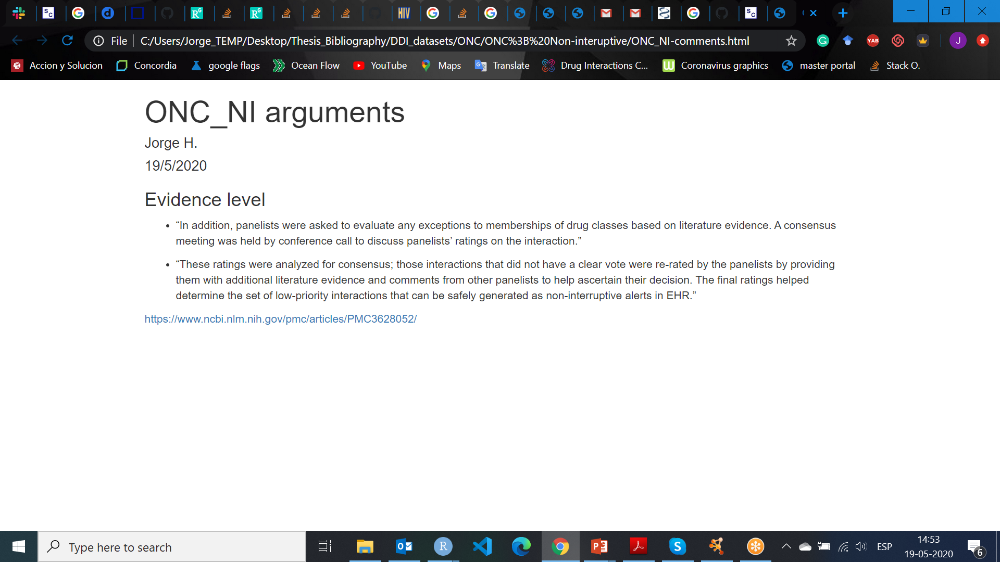 HIV
File
C:/Users/Jorge_TEMP/Desktop/Thesis_Bibliography/DDI_datasets/ONC/ONC%3B%20Non-interuptive/ONC_NI-comments.html
YAB
J
Accion y Solucion
Concordia
google flags
Ocean Flow
YouTube
Maps
Translate
Drug Interactions C...
Coronavirus graphics
master portal
Stack O.
ONC_NI arguments
Jorge H.
19/5/2020
Evidence level
• “In addition, panelists were asked to evaluate any exceptions to memberships of drug classes based on literature evidence. A consensus
meeting was held by conference call to discuss panelists’ ratings on the interaction.”
• “These ratings were analyzed for consensus; those interactions that did not have a clear vote were re-rated by the panelists by providing
them with additional literature evidence and comments from other panelists to help ascertain their decision. The final ratings helped
determine the set of low-priority interactions that can be safely generated as non-interruptive alerts in EHR.”
https://www.ncbi.nlm.nih.gov/pmc/articles/PMC3628052/
Type here to search
ESP
14:53
19-05-2020
6